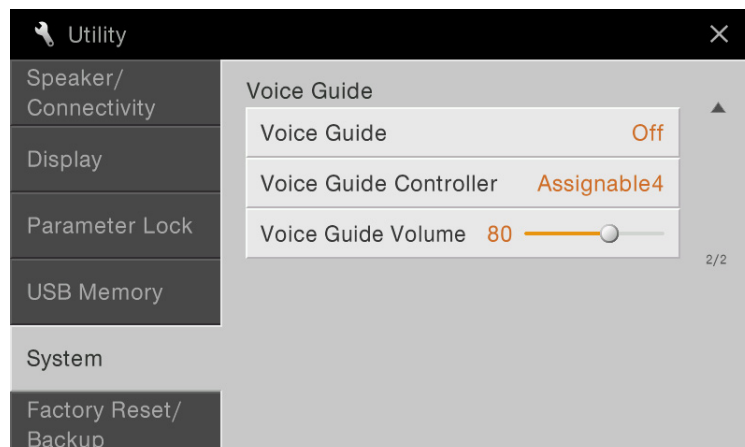 Utility
Speaker/
Connectivity
Display
Parameter Lock
USB Memory
System
Factory Reset/
Backup
Voice Guide
Voice Guide Off
Voice Guide Controller Assignable4
Voice Guide Volume 80
2/2